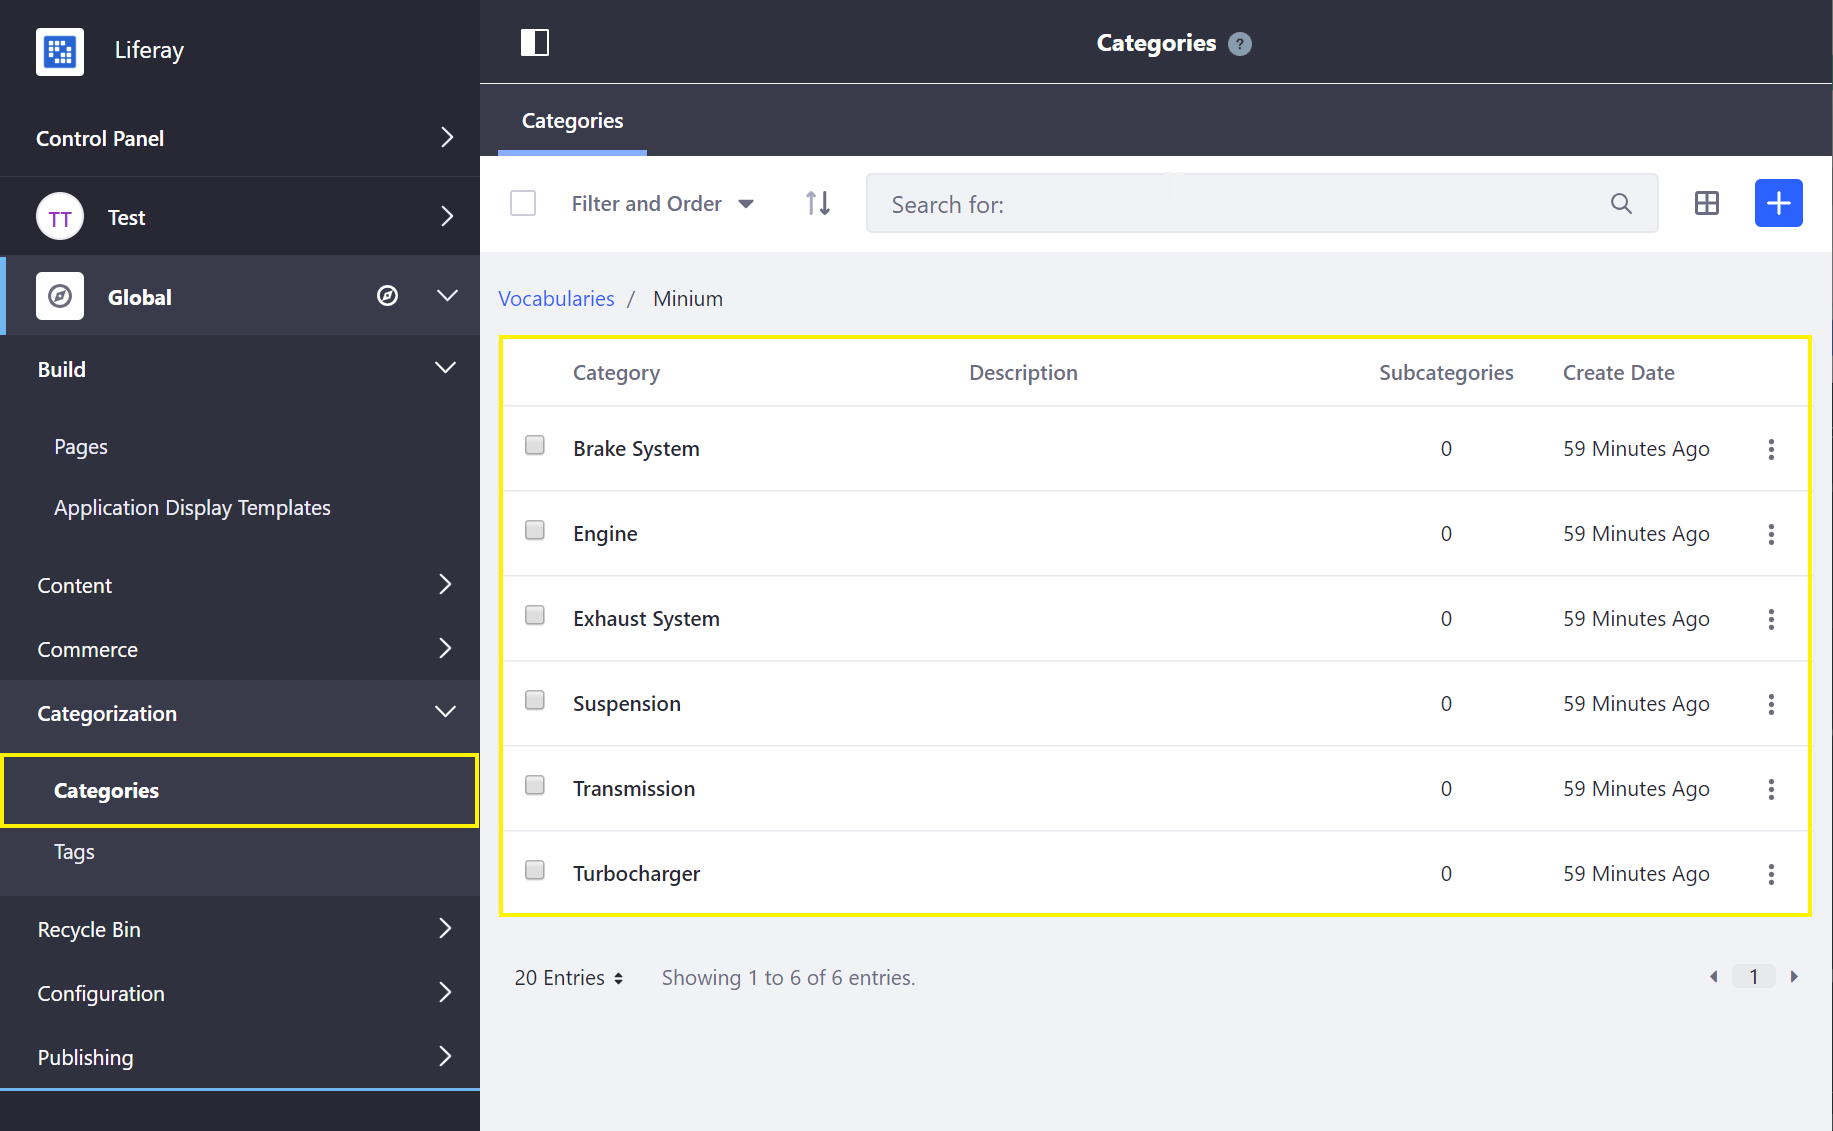 Liferay
Control Panel
TT Test
Global
Build
Pages
Application Display Templates
Content
Commerce
Categorization
Categories
Tags
Recycle Bin
Configuration
Publishing
Categories ?
Categories
Filter and Order Search for:
Vocabularies / Minium
Category Description Subcategories Create Date
Brake System 0 59 Minutes Ago
Engine 0 59 Minutes Ago
Exhaust System 0 59 Minutes Ago
Suspension 0 59 Minutes Ago
Transmission 0 59 Minutes Ago
Turbocharger 0 59 Minutes Ago
20 Entries Showing 1 to 6 of 6 entries. 1